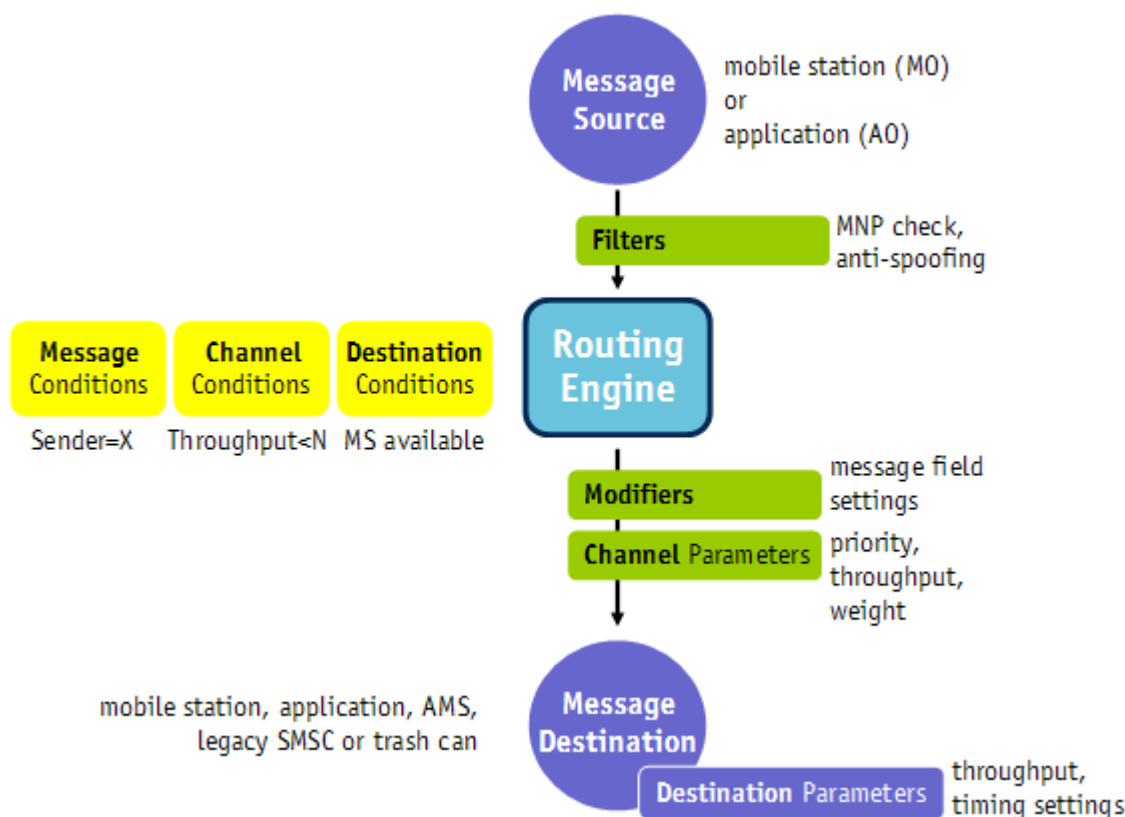 Message
Source
mobile station (MO)
or
application (AO)
Filters
MNP check,
anti-spoofing
Routing
Engine
Message
Conditions
Channel
Conditions
Destination
Conditions
Sender=X
Throughput<N
MS available
Modifiers
message field
settings
Channel Parameters
priority,
throughput,
weight
mobile station, application, AMS,
legacy SMSC or trash can
Message
Destination
Destination Parameters
throughput,
timing settings